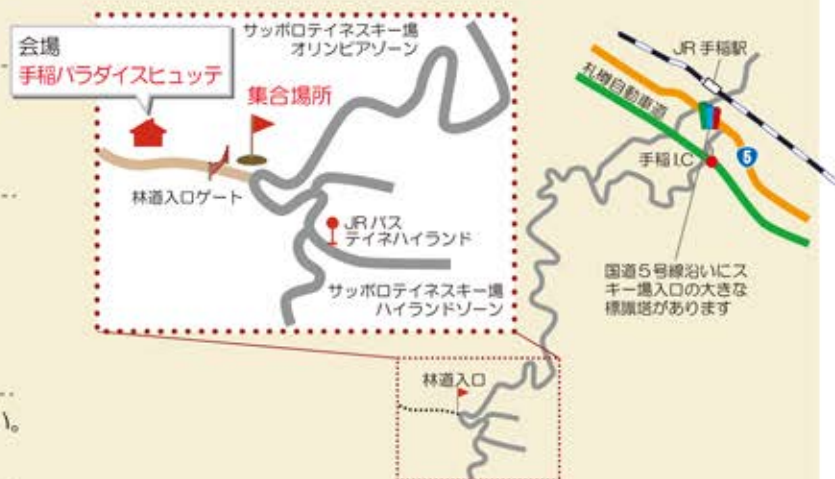 サッポロテイネスキー場
オリンピアゾーン
会場
手稲パラダイスヒュッテ
集合場所
林道入口ゲート
JRバス
テイネハイランド
サッポロテイネスキー場
ハイランドゾーン
JR手稲駅
札樽自動車道
手稲I.C
5
国道5号線沿いにス
キー場入口の大きな
標識塔があります
林道入口
い。